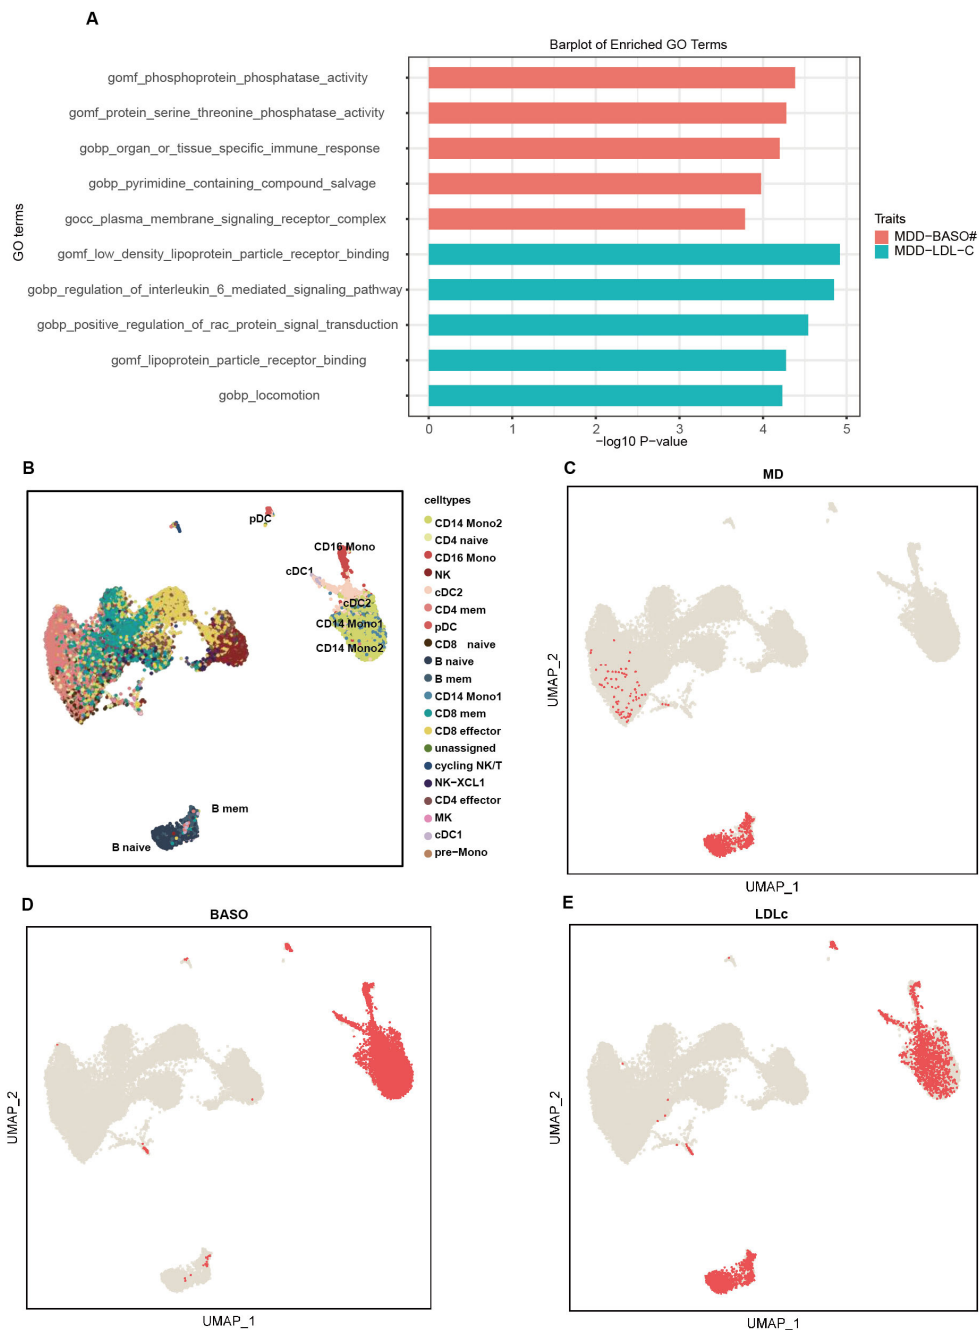 A
Barplot of Enriched GO Terms
GO terms
gomf_phosphoprotein_phosphatase_activity
gomf_protein_serine_threonine_phosphatase_activity
gobp_organ_or_tissue_specific_immune_response
gobp_pyrimidine_containing_compound_salvage
gocc_plasma_membrane_signaling_receptor_complex
gomf_low_density_lipoprotein_particle_receptor_binding
gobp_regulation_of_interleukin_6_mediated_signaling_pathway
gobp_positive_regulation_of_rac_protein_signal_transduction
gomf_lipoprotein_particle_receptor_binding
gobp_locomotion
0 1 2 3 4 5
−log10 P−value
Traits
MDD−BASO#
MDD−LDL−C
B
pDC
CD16 Mono
cDC1
cDC2
CD14 Mono1
CD14 Mono2
B mem
B naive
celltypes
CD14 Mono2
CD4 naive
CD16 Mono
NK
cDC2
CD4 mem
pDC
CD8 naive
B naive
B mem
CD14 Mono1
CD8 mem
CD8 effector
unassigned
cycling NK/T
NK−XCL1
CD4 effector
MK
cDC1
pre−Mono
C
MD
UMAP_2
UMAP_1
D
BASO
UMAP_2
UMAP_1
E
LDLc
UMAP_2
UMAP_1